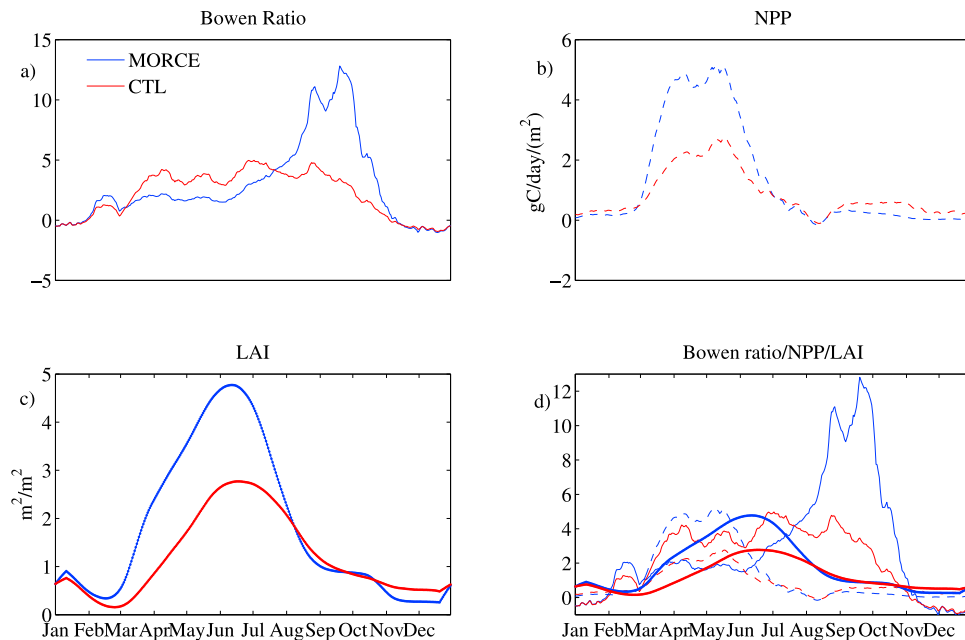 Bowen Ratio
NPP
15
10
5
0
−5
a)
MORCE
CTL
6
4
2
0
−2
gC/day/(m²)
b)
LAI
Bowen ratio/NPP/LAI
5
4
3
2
1
0
m²/m²
c)
Jan Feb Mar Apr May Jun Jul Aug Sep Oct Nov Dec
12
10
8
6
4
2
0
d)
Jan Feb Mar Apr May Jun Jul Aug Sep Oct Nov Dec